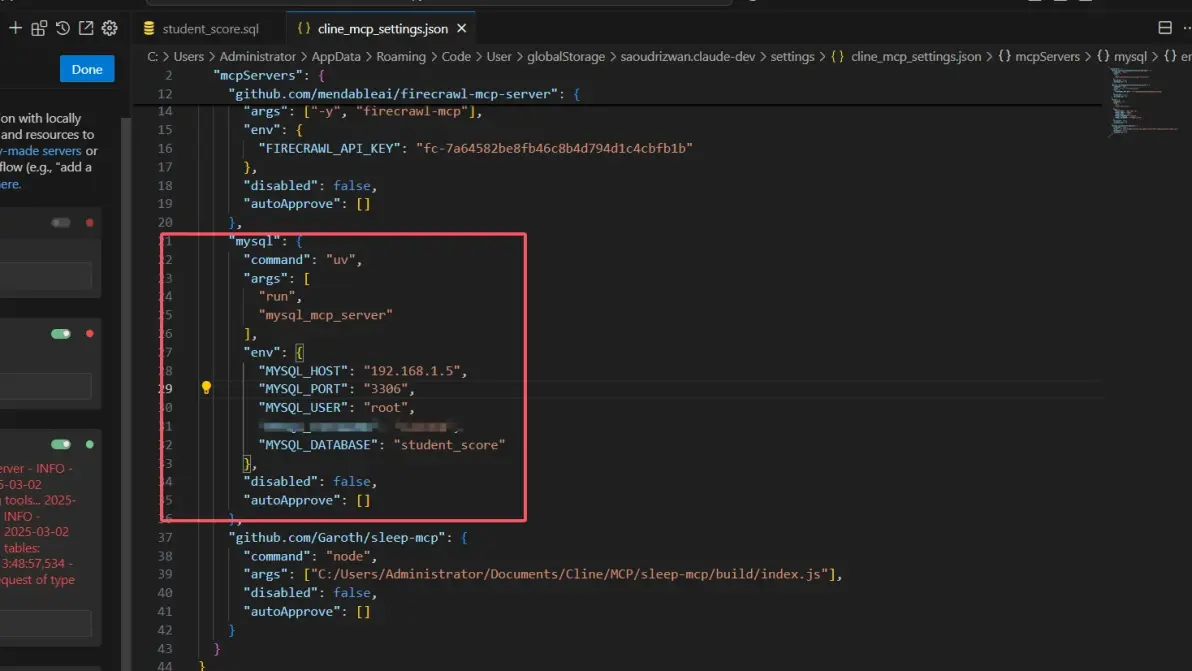 student_score.sql
{} cline_mcp_settings.json ×
Done
C: > Users > Administrator > AppData > Roaming > Code > User > globalStorage > saoudrizwan.claude-dev > settings > {} cline_mcp_settings.json > {} mcpServers > {} mysql > {} en
on with locally
and resources to
y-made servers or
flow (e.g., "add a
ere.
2 "mcpServers": {
12 "github.com/mendableai/firecrawl-mcp-server": {
14 "args": ["-y", "firecrawl-mcp"],
15 "env": {
16 "FIRECRAWL_API_KEY": "fc-7a64582be8fb46c8b4d794d1c4cbfb1b"
17 },
18 "disabled": false,
19 "autoApprove": []
20 },
21 "mysql": {
22 "command": "uv",
23 "args": [
24 "run",
25 "mysql_mcp_server"
26 ],
27 "env": {
28 "MYSQL_HOST": "192.168.1.5",
29 "MYSQL_PORT": "3306",
30 "MYSQL_USER": "root",
31
32 "MYSQL_DATABASE": "student_score"
33 },
34 "disabled": false,
35 "autoApprove": []
36 },
37 "github.com/Garoth/sleep-mcp": {
38 "command": "node",
39 "args": ["C:/Users/Administrator/Documents/Cline/MCP/sleep-mcp/build/index.js"],
40 "disabled": false,
41 "autoApprove": []
42 }
43 }
44 }
erver - INFO -
5-03-02
g tools... 2025-
INFO -
2025-03-02
tables:
3:48:57,534 -
equest of type